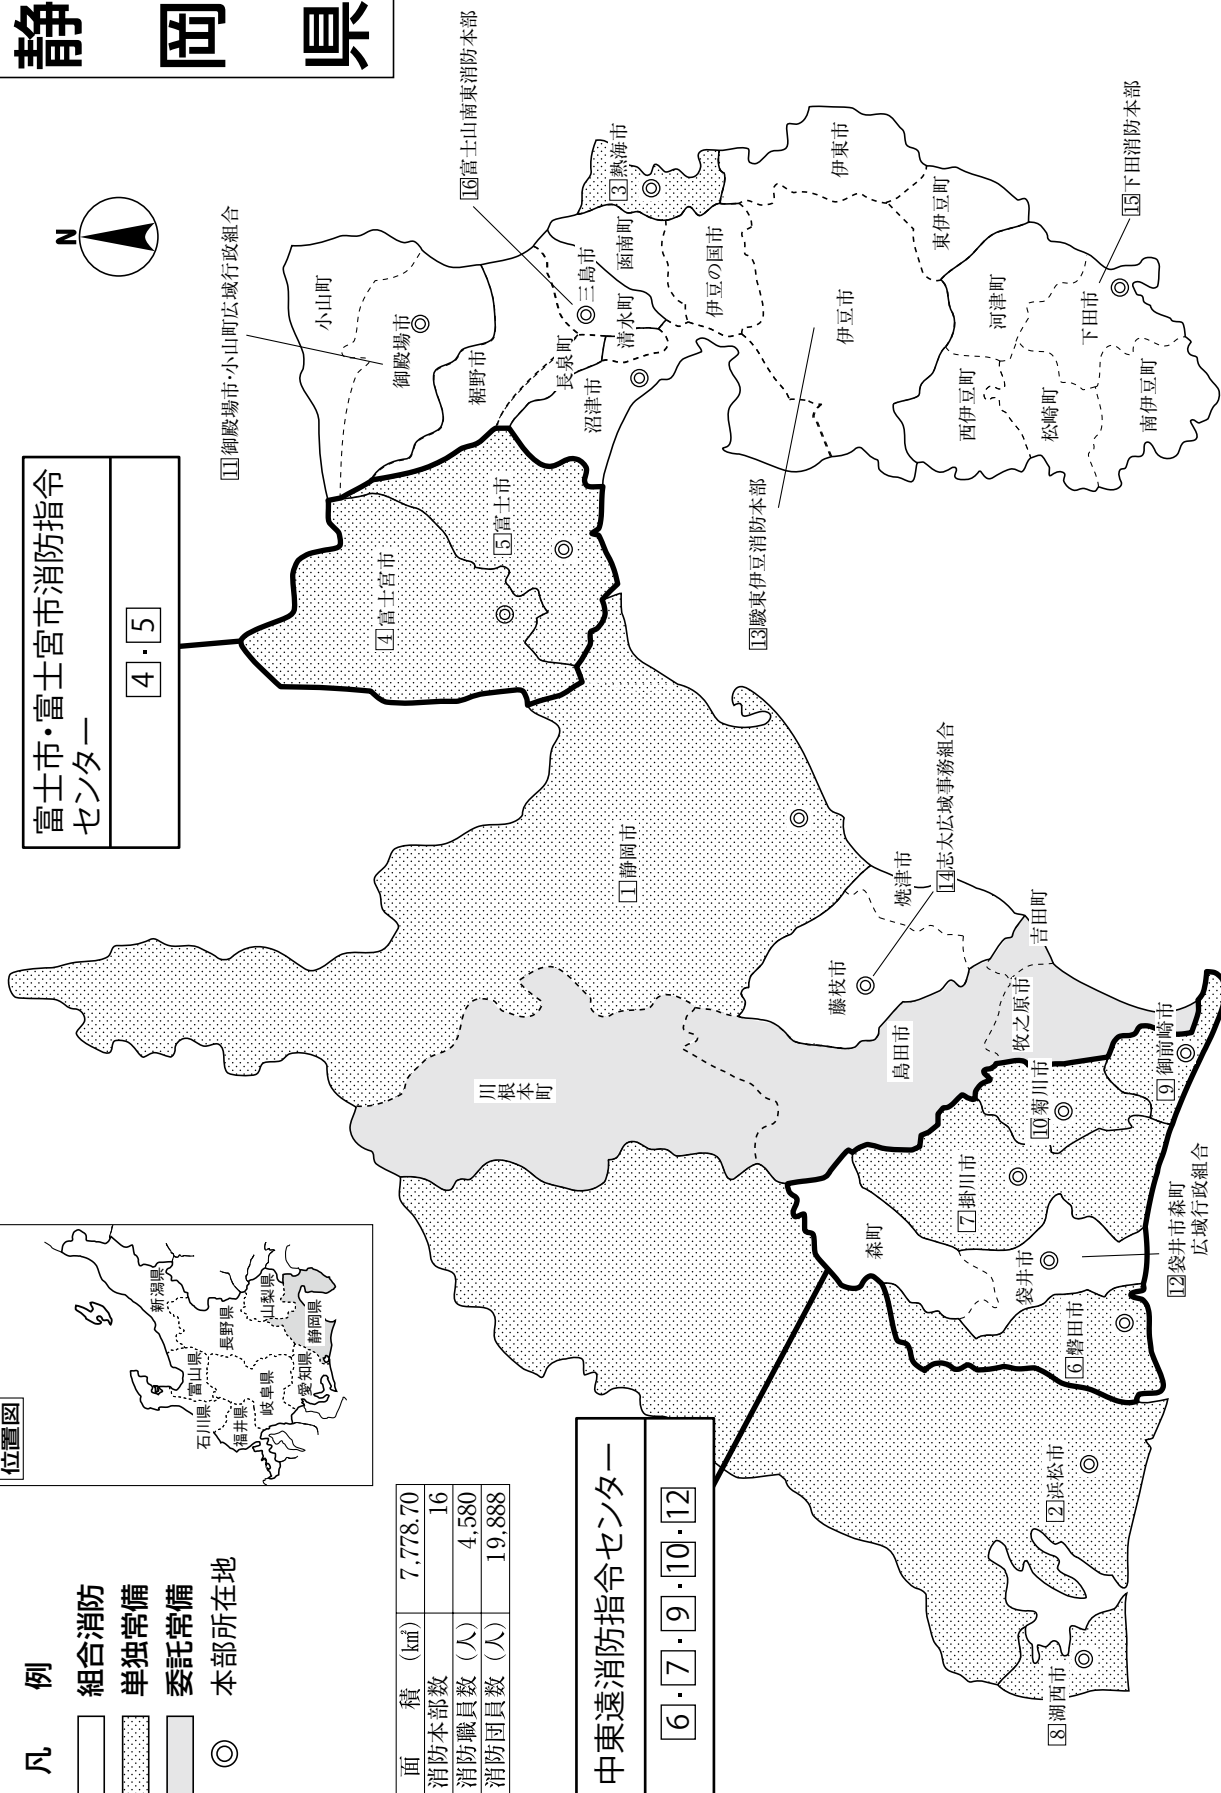 静岡県
N
位置図
新潟県
富山県
石川県
福井県
長野県
岐阜県
山梨県
静岡県
愛知県
凡例
組合消防
単独常備
委託常備
本部所在地
面積（㎢） 7,778.70
消防本部数 16
消防職員数（人） 4,580
消防団員数（人） 19,888
富士市・富士宮市消防指令
センター
4・5
中東遠消防指令センター
6・7・9・10・12
11御殿場市・小山町広域行政組合
16富士山南東消防本部
13駿東伊豆消防本部
15下田消防本部
14志太広域事務組合
12袋井市森町
広域行政組合
1静岡市
2浜松市
3熱海市
4富士宮市
5富士市
6磐田市
7掛川市
8湖西市
9御前崎市
10菊川市
小山町
御殿場市
裾野市
長泉町
沼津市
三島市
清水町
函南町
伊豆の国市
伊豆市
伊東市
東伊豆町
河津町
西伊豆町
松崎町
下田市
南伊豆町
焼津市
藤枝市
吉田町
牧之原市
島田市
川根本町
森町
袋井市